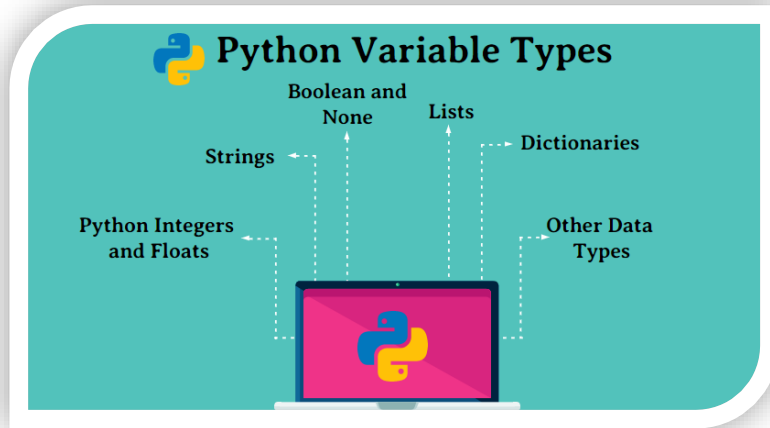 Python Variable Types
Boolean and
None
Lists
Strings
Dictionaries
Python Integers
and Floats
Other Data
Types